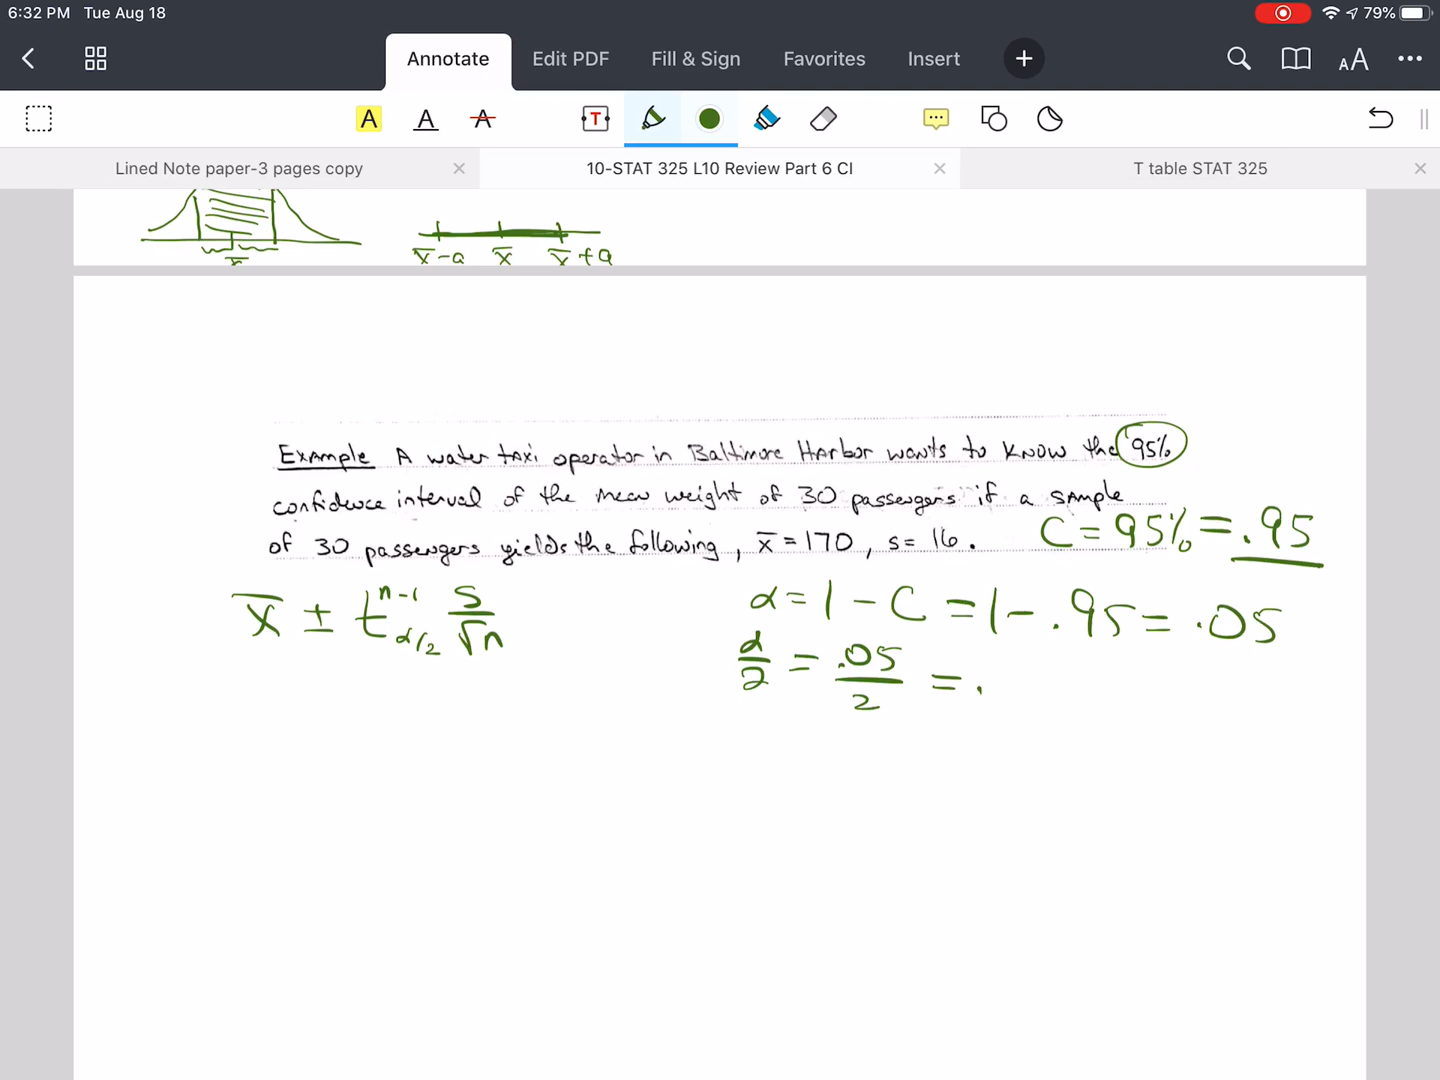 6:32 PM Tue Aug 18 79%
Annotate Edit PDF Fill & Sign Favorites Insert + AA
A A A T
Lined Note paper-3 pages copy × 10-STAT 325 L10 Review Part 6 CI × T table STAT 325 ×
x̄-a x̄ x̄+a
x̄
Example A water taxi operator in Baltimore Harbor wants to know the 95%
confidence interval of the mean weight of 30 passengers if a sample
of 30 passengers yields the following, x̄ = 170, s = 16.
C = 95% = .95
x̄ ± t^{n-1}_{α/2} s/√n
α = 1 - C = 1 - .95 = .05
α/2 = .05/2 = .